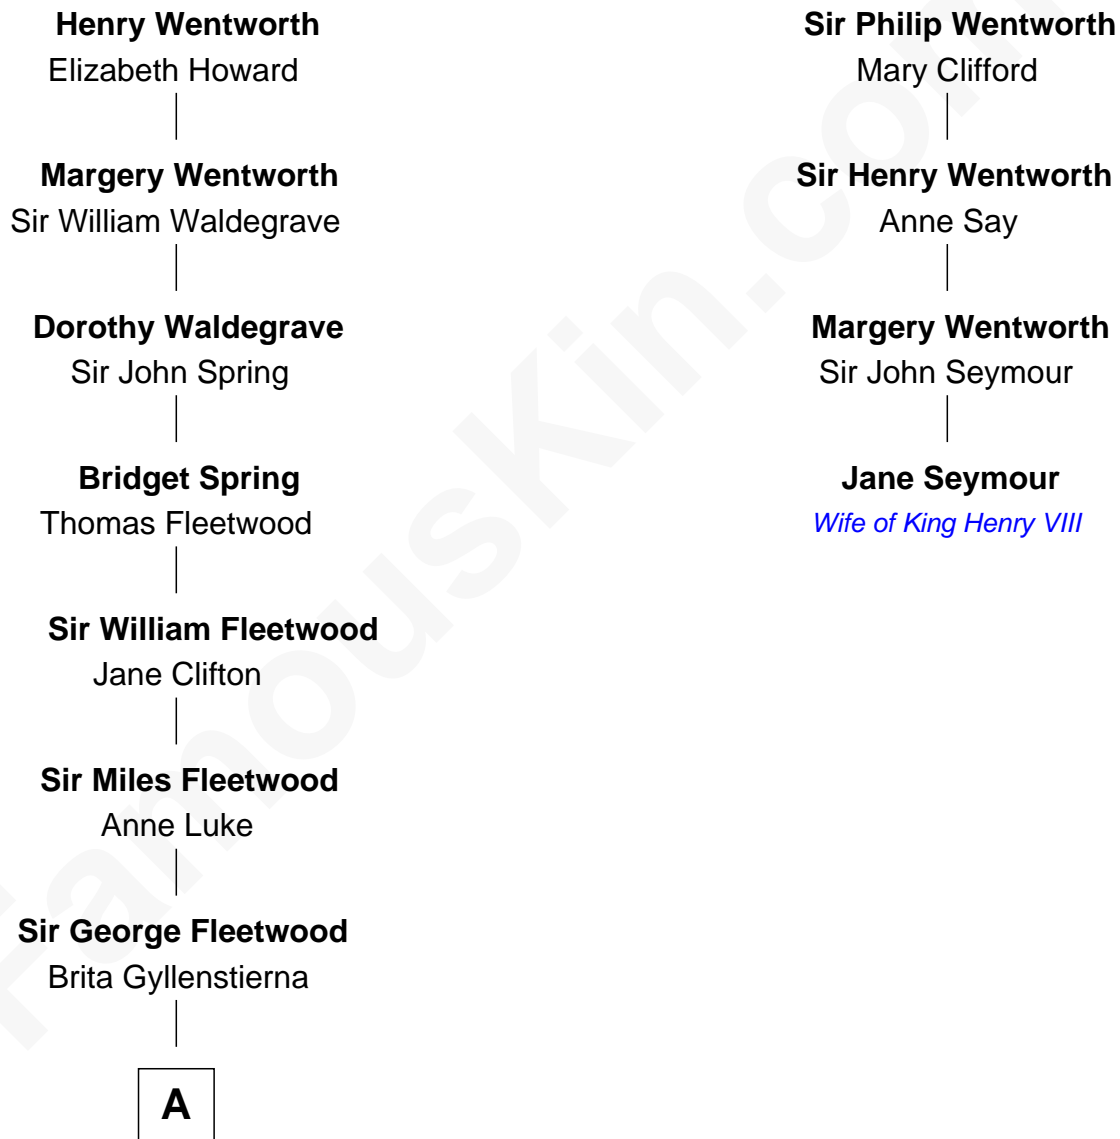 Henry Wentworth
Elizabeth Howard
Margery Wentworth
Sir William Waldegrave
Dorothy Waldegrave
Sir John Spring
Bridget Spring
Thomas Fleetwood
Sir William Fleetwood
Jane Clifton
Sir Miles Fleetwood
Anne Luke
Sir George Fleetwood
Brita Gyllenstierna
A
Sir Philip Wentworth
Mary Clifford
Sir Henry Wentworth
Anne Say
Margery Wentworth
Sir John Seymour
Jane Seymour
Wife of King Henry VIII
FamousKin.com